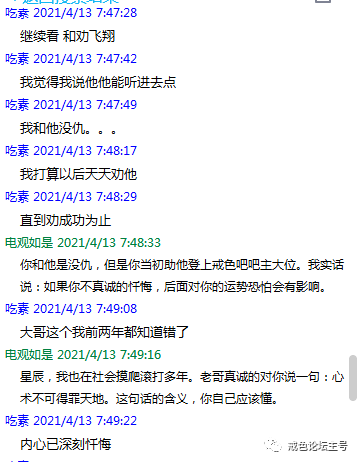 吃素 2021/4/13 7:47:28
继续看 和劝飞翔
吃素 2021/4/13 7:47:42
我觉得我说他他能听进去点
吃素 2021/4/13 7:47:49
我和他没仇。。。
吃素 2021/4/13 7:48:17
我打算以后天天劝他
吃素 2021/4/13 7:48:29
直到劝成功为止
电观如是 2021/4/13 7:48:33
你和他是没仇，但是你当初助他登上戒色吧吧主大位。我实话
说：如果你不真诚的忏悔，后面对你的运势恐怕会有影响。
吃素 2021/4/13 7:49:08
大哥这个我前两年都知道错了
电观如是 2021/4/13 7:49:16
星辰，我也在社会摸爬滚打多年。老哥真诚的对你说一句：心
术不可得罪天地。这句话的含义，你自己应该懂。
吃素 2021/4/13 7:49:22
内心已深刻忏悔
戒色论坛主号